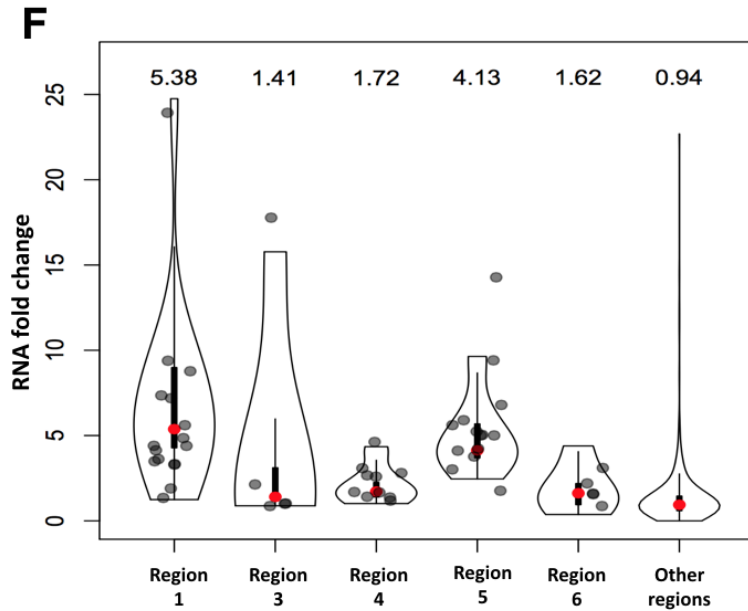 F
5.38 1.41 1.72 4.13 1.62 0.94
25
20
15
10
5
0
RNA fold change
Region 1
Region 3
Region 4
Region 5
Region 6
Other regions